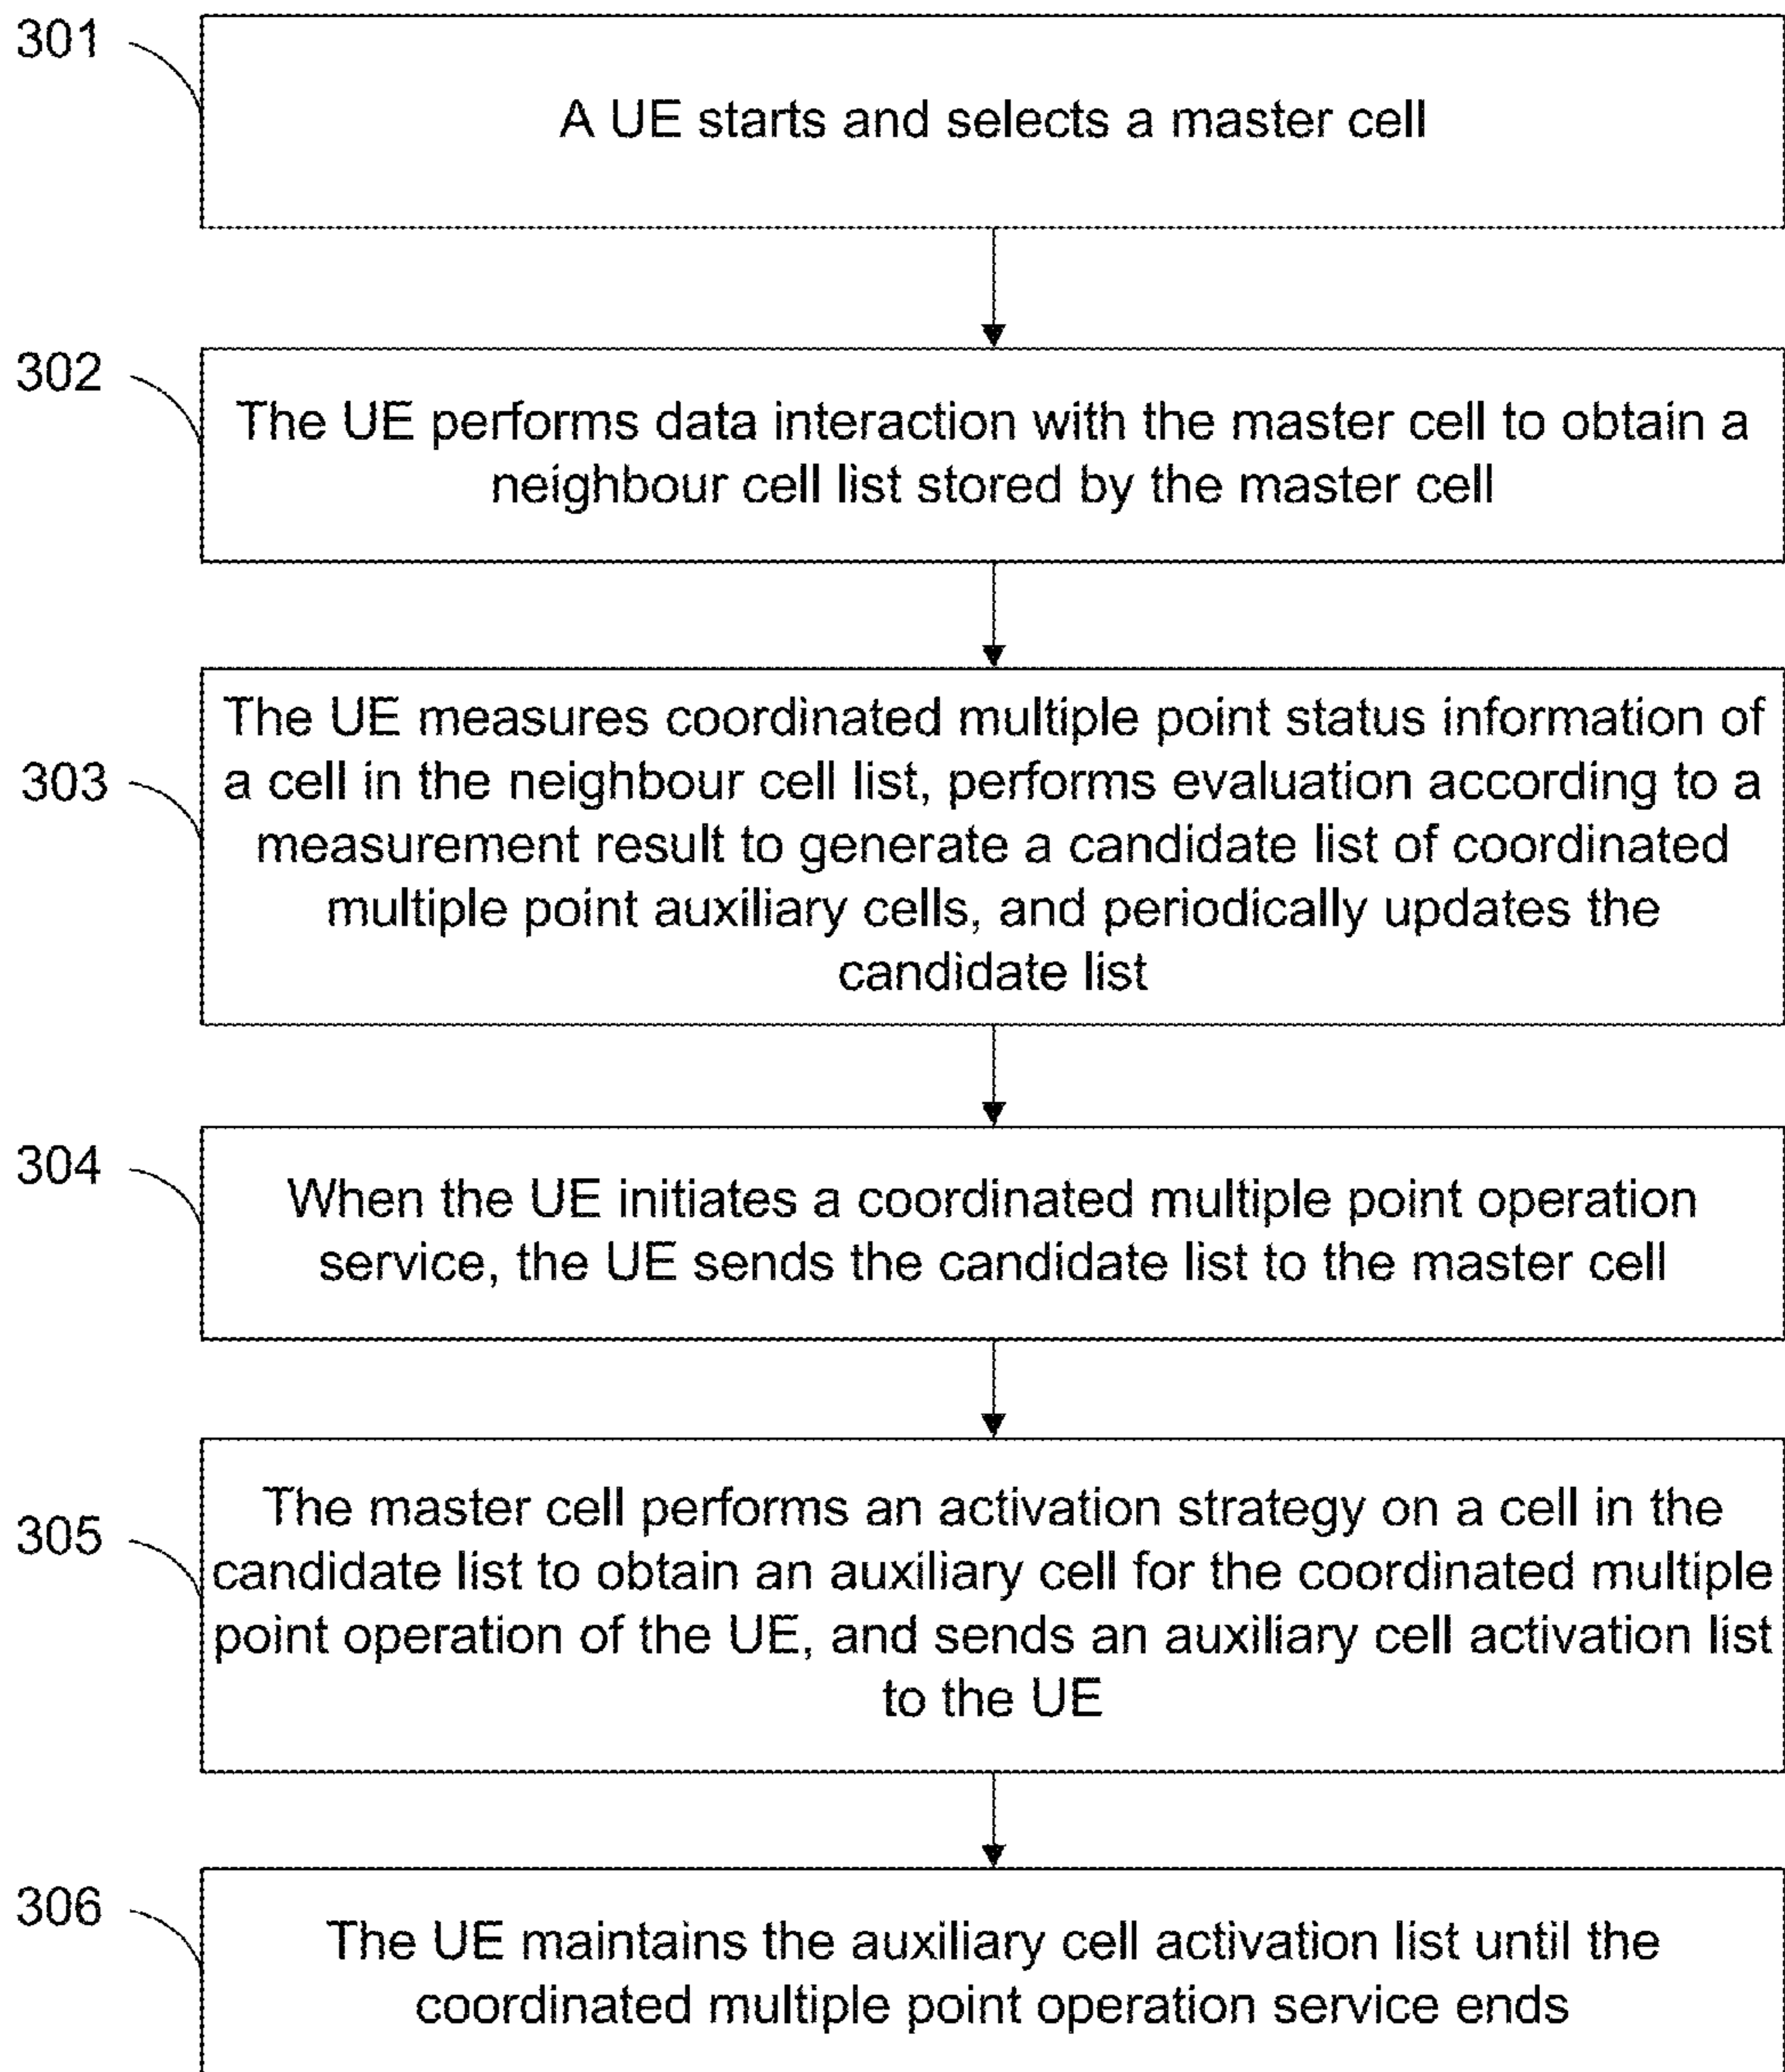 301
A UE starts and selects a master cell
302
The UE performs data interaction with the master cell to obtain a
neighbour cell list stored by the master cell
303
The UE measures coordinated multiple point status information of
a cell in the neighbour cell list, performs evaluation according to a
measurement result to generate a candidate list of coordinated
multiple point auxiliary cells, and periodically updates the
candidate list
304
When the UE initiates a coordinated multiple point operation
service, the UE sends the candidate list to the master cell
305
The master cell performs an activation strategy on a cell in the
candidate list to obtain an auxiliary cell for the coordinated multiple
point operation of the UE, and sends an auxiliary cell activation list
to the UE
306
The UE maintains the auxiliary cell activation list until the
coordinated multiple point operation service ends